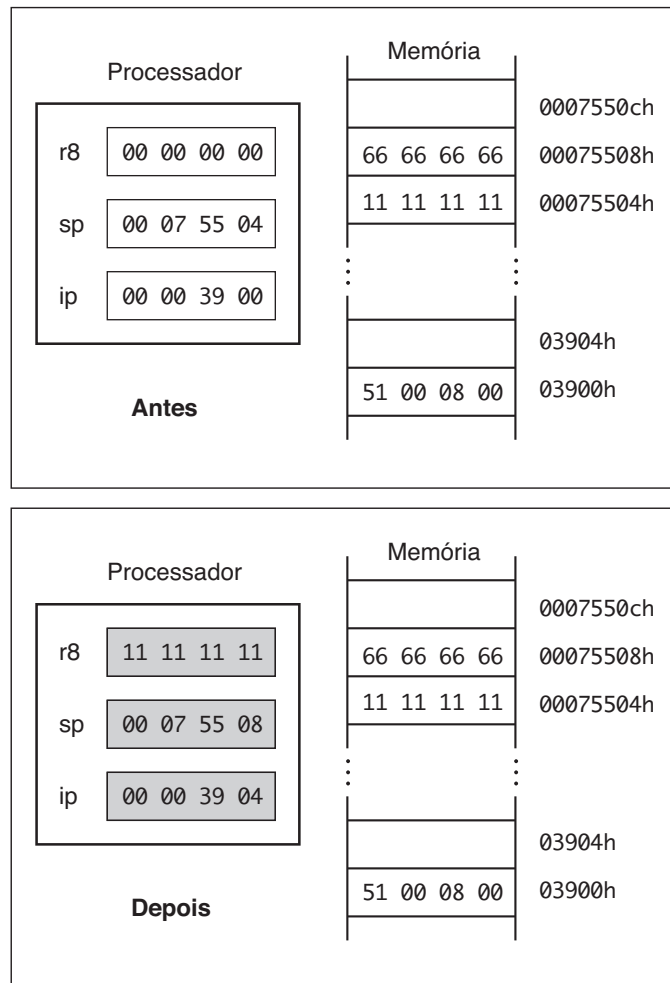 Processador
Memória
0007550ch
r8 00 00 00 00
66 66 66 66 00075508h
11 11 11 11 00075504h
sp 00 07 55 04
ip 00 00 39 00
03904h
51 00 08 00 03900h
Antes
Processador
Memória
0007550ch
r8 11 11 11 11
66 66 66 66 00075508h
11 11 11 11 00075504h
sp 00 07 55 08
ip 00 00 39 04
03904h
51 00 08 00 03900h
Depois